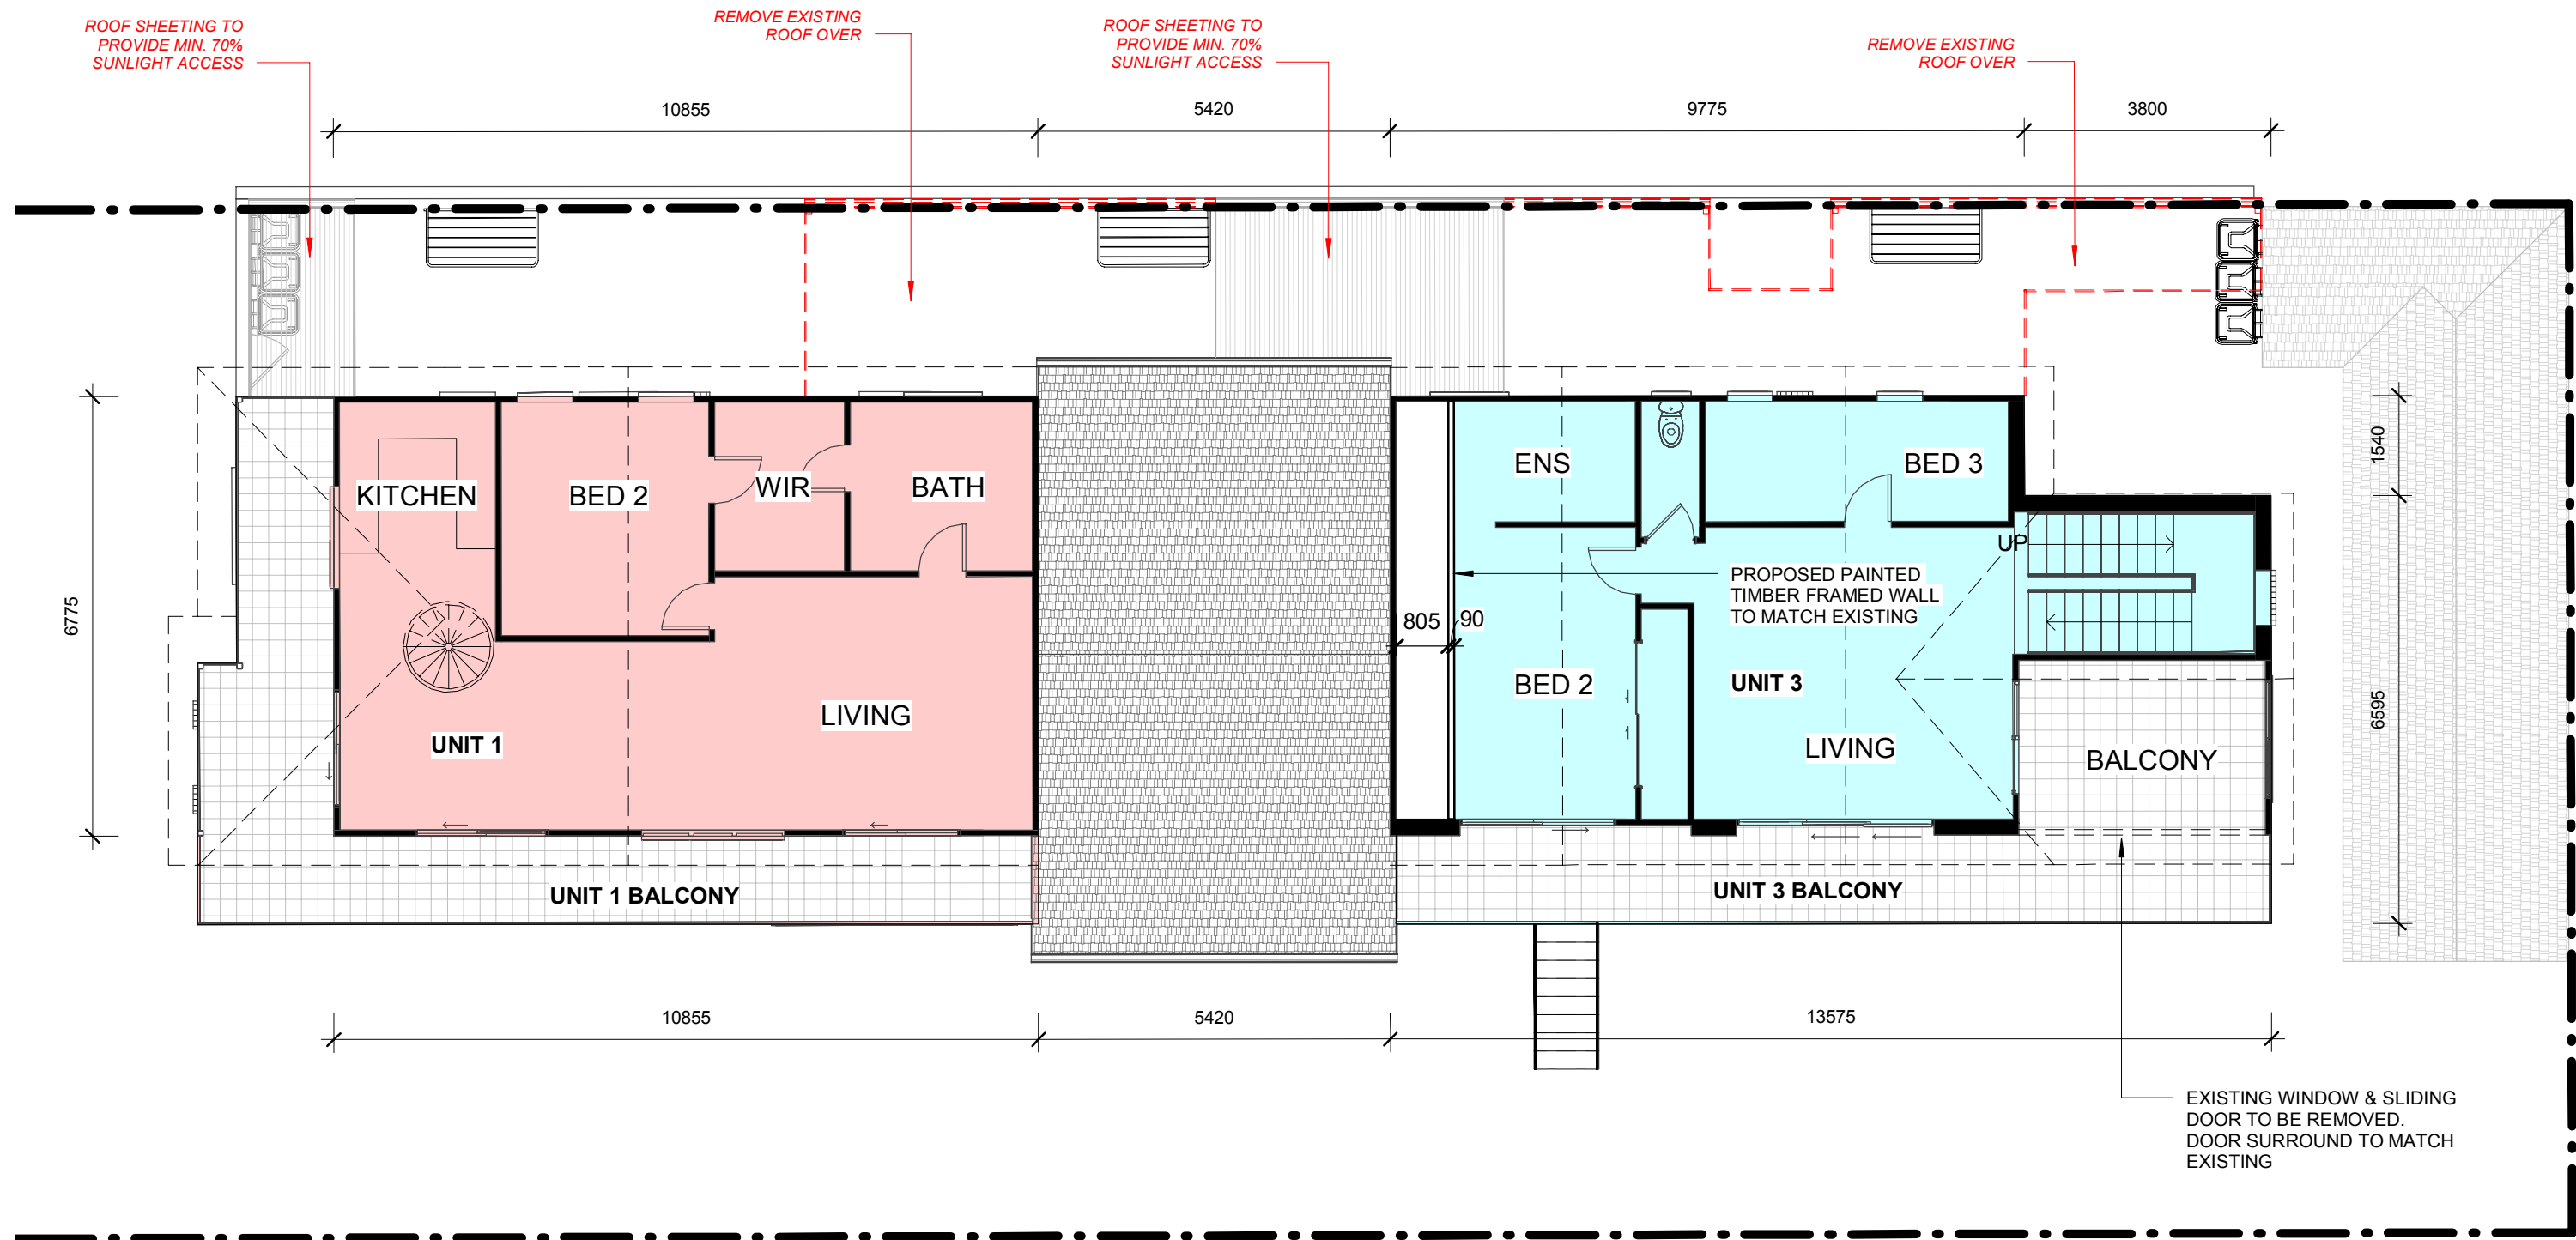 ROOF SHEETING TO
PROVIDE MIN. 70%
SUNLIGHT ACCESS
REMOVE EXISTING
ROOF OVER
ROOF SHEETING TO
PROVIDE MIN. 70%
SUNLIGHT ACCESS
REMOVE EXISTING
ROOF OVER
10855
5420
9775
3800
6775
KITCHEN
BED 2
WIR
BATH
LIVING
UNIT 1
UNIT 1 BALCONY
ENS
BED 3
UP
PROPOSED PAINTED
TIMBER FRAMED WALL
TO MATCH EXISTING
805
90
BED 2
UNIT 3
LIVING
BALCONY
UNIT 3 BALCONY
1540
6595
10855
5420
13575
EXISTING WINDOW & SLIDING
DOOR TO BE REMOVED.
DOOR SURROUND TO MATCH
EXISTING